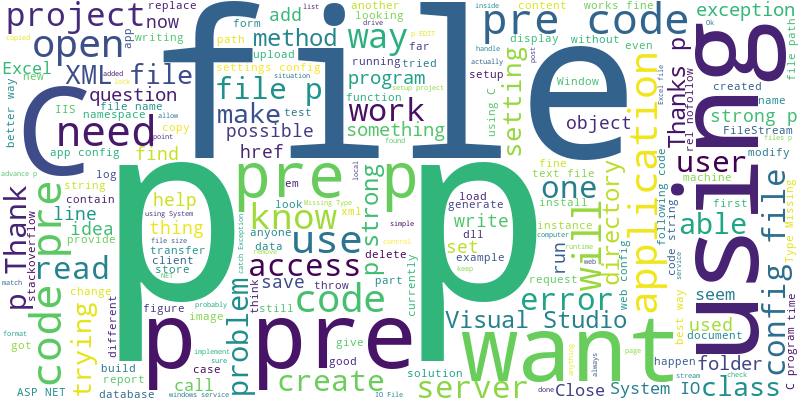 file
p
using
C
pre
p p
p pre
want
project
now
replace
open
Excel
new
app
writing
form
list
another
looking
add
method
path
upload
way
far
tried
pre code
content
works fine
inside
drive
p EDIT
display
without
even
handle
actually
post
exception
file path
copied
XML file
added
lock
settings config
situation
running
program
function
setup
setup project
using C
Window
created
name
better way
question
IIS
file name
namespace
allow
copy
point
file p
make
test
possible
href
work
something
found
setting
object
strong p
FileStream
files p
Thanks p
rel nofollow
need
app config
find
modify
advance p
log
string
contain
em
know
one
fine
text file
install
directory
application
user
machine
first
Type Missing
p Thank
stackoverflow
code pre
help
using System
look
Missing Type
local
simple
load
generate
dll
write
instance
computer
will
following code
code string
able
line
idea
provide
thing
file size
transfer
client
store
NET
use
anyone
data
remove
xml
p strong
set
example
control
run
runtime
web
web config
service
config file
seem
read
match
change
access
catch Exception
save
delete
currently
part
request
keep
best way
used
document
folder
trying
figure
different
problem
think
still
throw
code
error
Visual Studio
happen
C program
time
format
got
build
report
implement
probably
sure
image
case
call
give
good
solution
always
page
stream
check
ASP NET
database
windows service
create
IO File
server
done
Close
String
System IO
class
Ok
Excel file